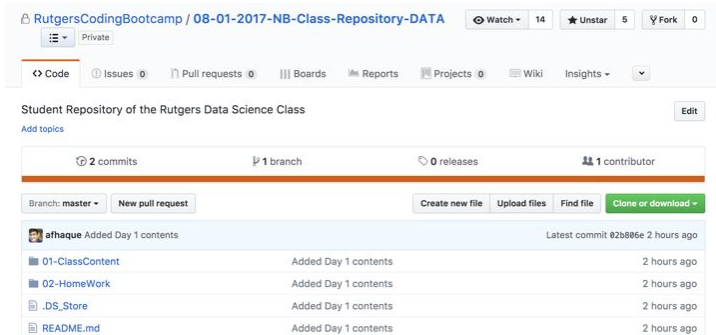 RutgersCodingBootcamp / 08-01-2017-NB-Class-Repository-DATA Watch 14 Unstar 5 Fork 0
Private
Code Issues 0 Pull requests 0 Boards Reports Projects 0 Wiki Insights
Student Repository of the Rutgers Data Science Class Edit
Add topics
2 commits 1 branch 0 releases 1 contributor
Branch: master New pull request Create new file Upload files Find file Clone or download
afhaque Added Day 1 contents Latest commit 02b806e 2 hours ago
01-ClassContent Added Day 1 contents 2 hours ago
02-HomeWork Added Day 1 contents 2 hours ago
.DS_Store Added Day 1 contents 2 hours ago
README.md Added Day 1 contents 2 hours ago